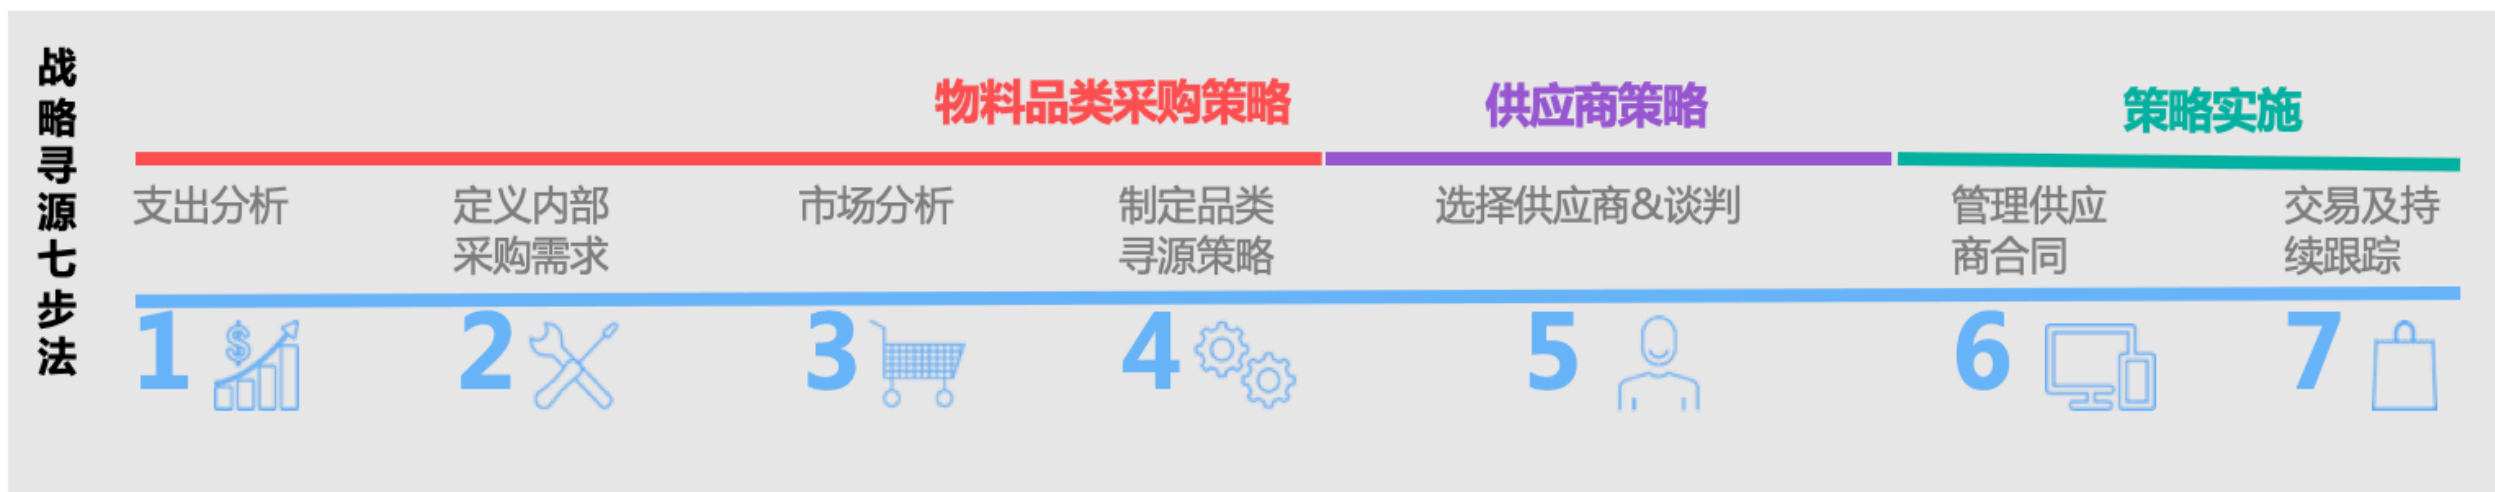 战略寻源七步法
物料品类采购策略
供应商策略
策略实施
支出分析
定义内部
采购需求
市场分析
制定品类
寻源策略
选择供应商&谈判
管理供应
商合同
交易及持
续跟踪
1
$
2
3
4
5
6
7